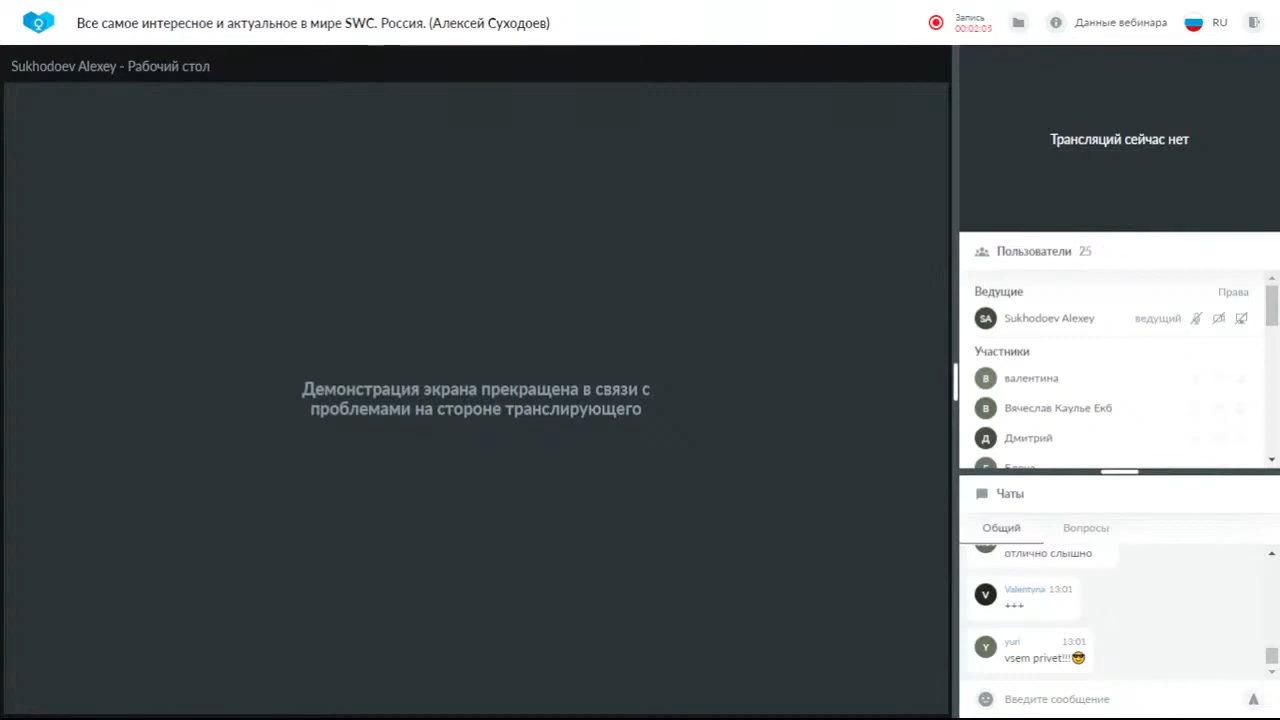 Все самое интересное и актуальное в мире SWC. Россия. (Алексей Суходоев)
Запись
00:02:05
Данные вебинара
RU
Sukhodoev Alexey - Рабочий стол
Демонстрация экрана прекращена в связи с
проблемами на стороне транслирующего
Трансляций сейчас нет
Пользователи 25
Ведущие Права
SA Sukhodoev Alexey ведущий
Участники
В валентина
В Вячеслав Каулье Екб
Д Дмитрий
Чаты
Общий Вопросы
отлично слышно
V Valentyna 13:01
+++
Y yuri 13:01
vsem privet!!!😎
Введите сообщение